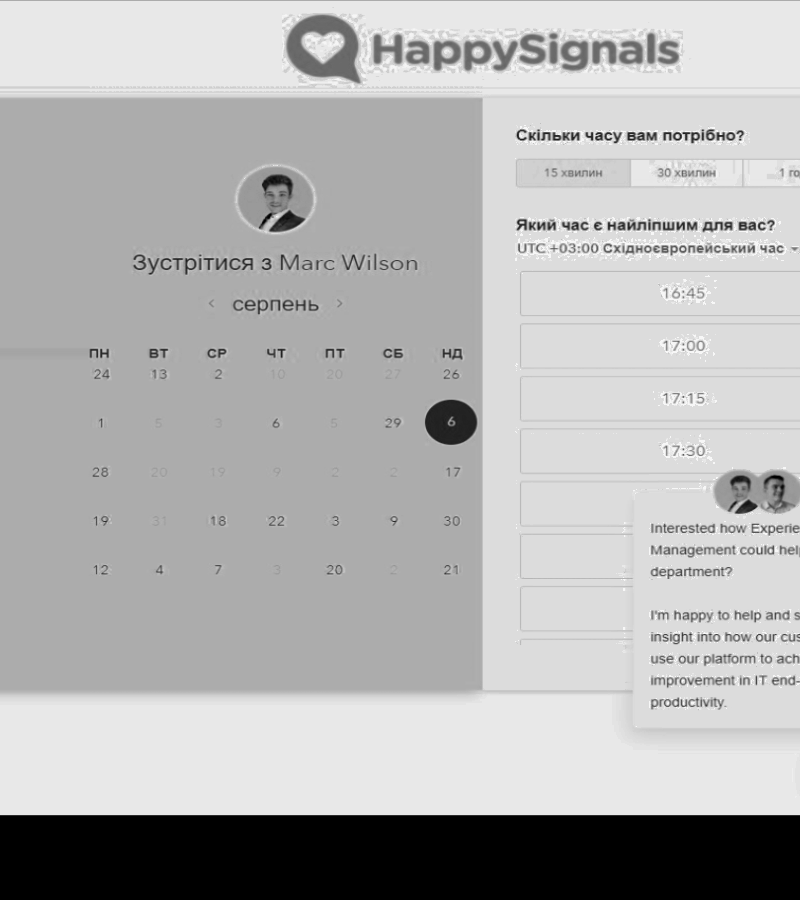 HappySignals
Зустрітися з Marc Wilson
‹ серпень ›
ПН ВТ СР ЧТ ПТ СБ НД
24 13 2 10 20 27 26
1 5 3 6 5 29 6
28 20 19 9 2 2 17
19 31 18 22 3 9 30
12 4 7 3 20 2 21
Скільки часу вам потрібно?
15 хвилин 30 хвилин 1 го
Який час є найліпшим для вас?
UTC +03:00 Східноєвропейський час
16:45
17:00
17:15
17:30
Interested how Experie
Management could help
department?
I'm happy to help and s
insight into how our cus
use our platform to ach
improvement in IT end-
productivity.